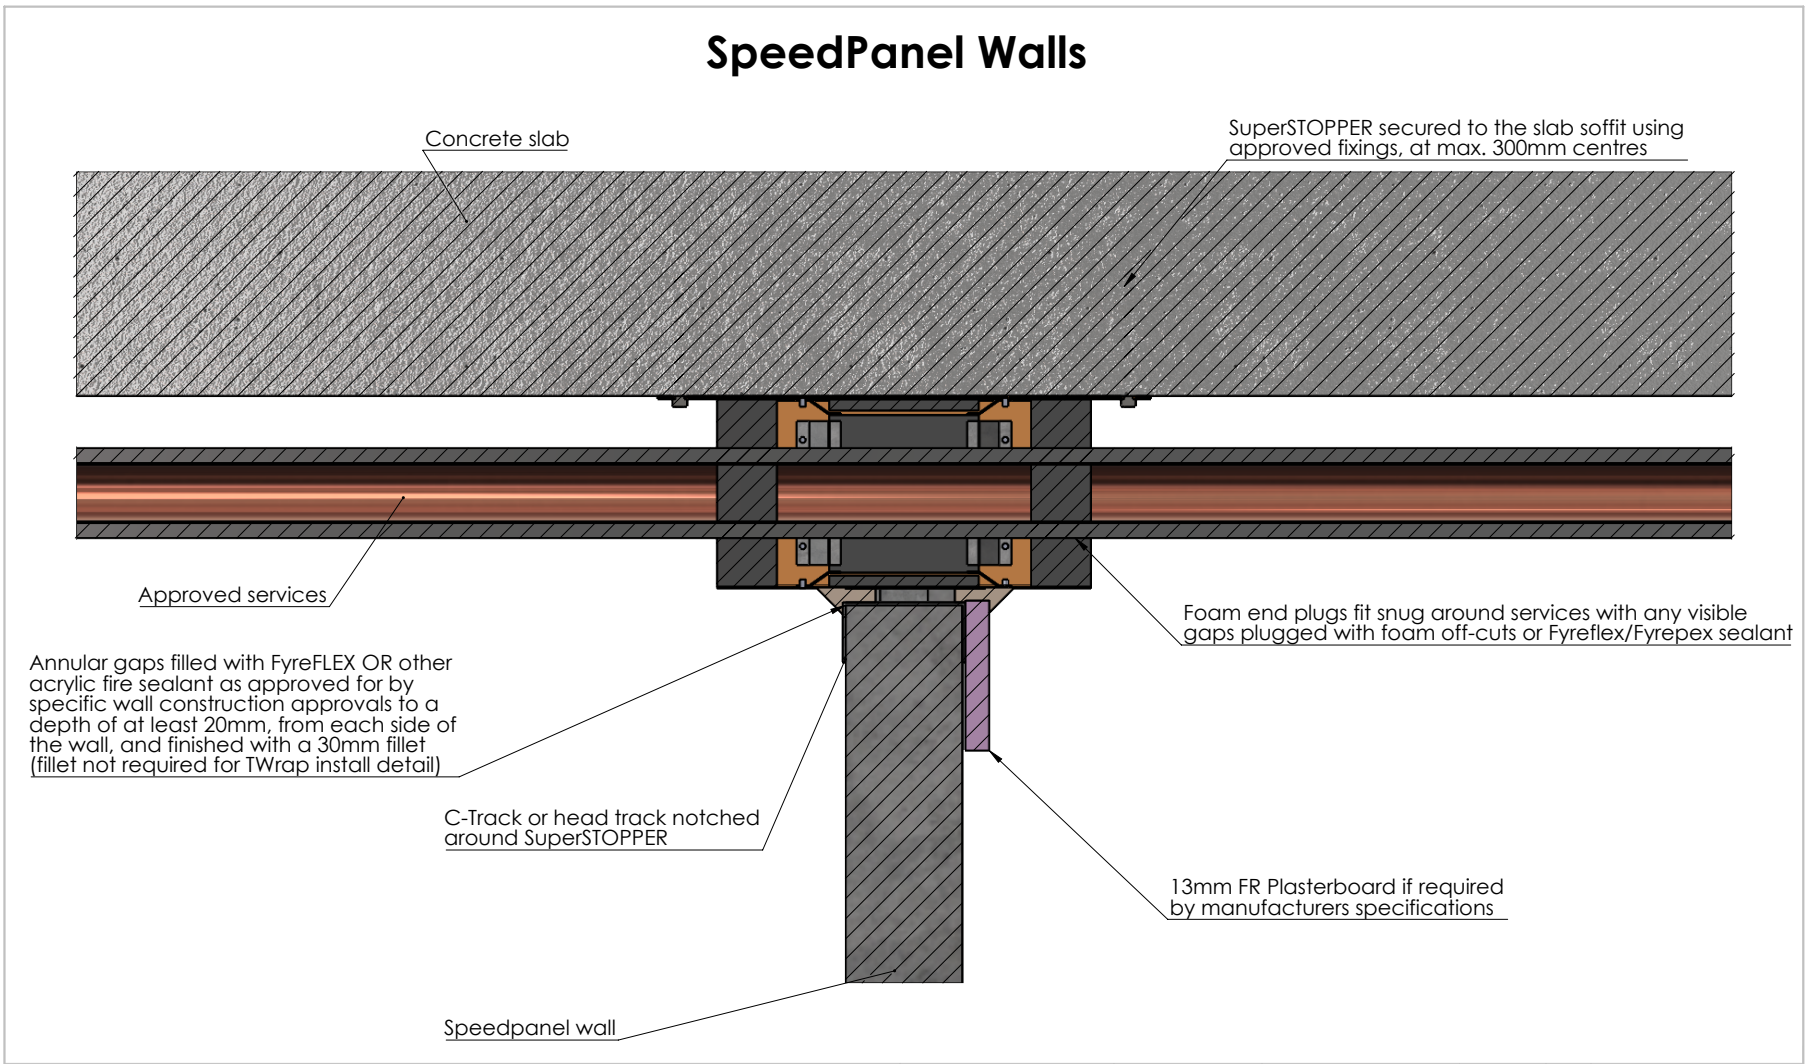 SpeedPanel Walls
Concrete slab
SuperSTOPPER secured to the slab soffit using
approved fixings, at max. 300mm centres
Approved services
Foam end plugs fit snug around services with any visible
gaps plugged with foam off-cuts or Fyreflex/Fyrepex sealant
Annular gaps filled with FyreFLEX OR other
acrylic fire sealant as approved for by
specific wall construction approvals to a
depth of at least 20mm, from each side of
the wall, and finished with a 30mm fillet
(fillet not required for TWrap install detail)
C-Track or head track notched
around SuperSTOPPER
13mm FR Plasterboard if required
by manufacturers specifications
Speedpanel wall